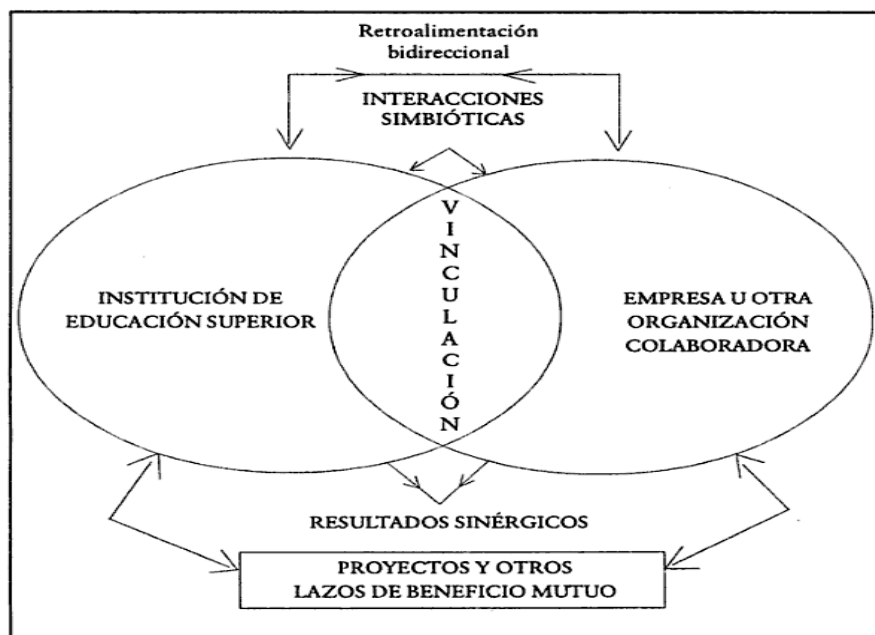 Retroalimentación
bidireccional
INTERACCIONES
SIMBIÓTICAS
VINCULACIÓN
INSTITUCIÓN DE
EDUCACIÓN SUPERIOR
EMPRESA U OTRA
ORGANIZACIÓN
COLABORADORA
RESULTADOS SINÉRGICOS
PROYECTOS Y OTROS
LAZOS DE BENEFICIO MUTUO